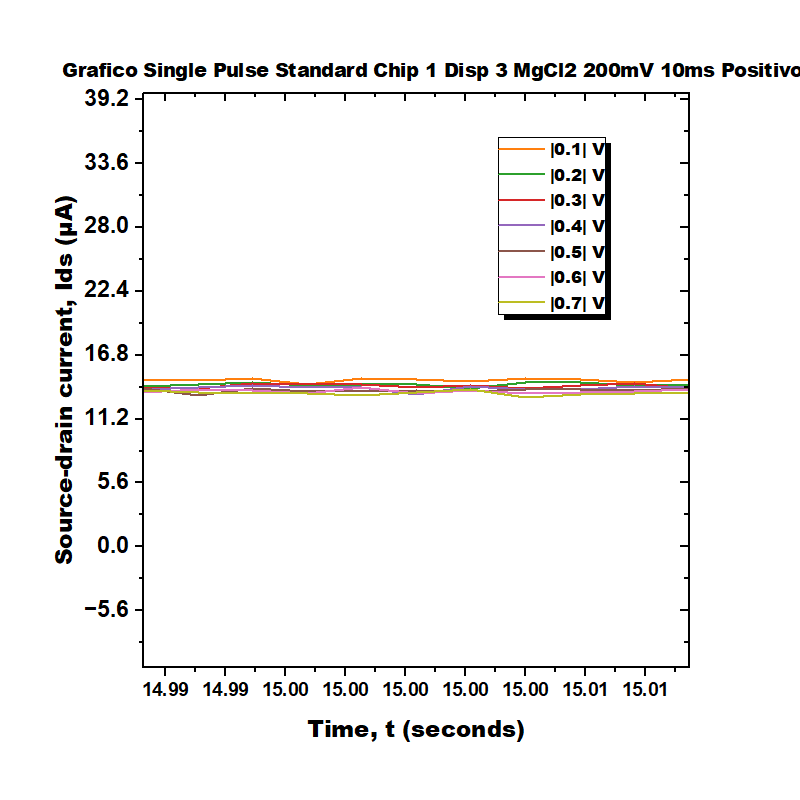 Grafico Single Pulse Standard Chip 1 Disp 3 MgCl2 200mV 10ms Positivo
39.2
33.6
28.0
22.4
16.8
11.2
5.6
0.0
−5.6
Source-drain current, Ids (µA)
|0.1| V
|0.2| V
|0.3| V
|0.4| V
|0.5| V
|0.6| V
|0.7| V
14.99 14.99 15.00 15.00 15.00 15.00 15.00 15.01 15.01
Time, t (seconds)